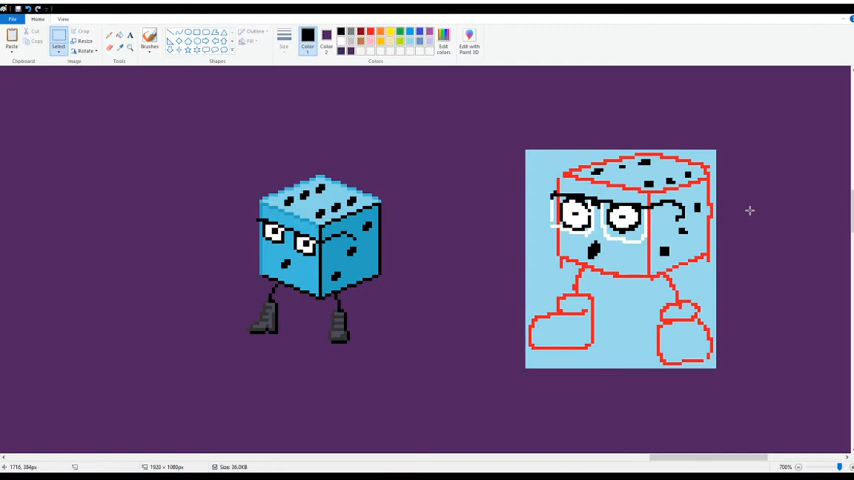 File Home View
Paste
Cut
Copy
Clipboard
Select
Crop
Resize
Rotate
Image
A
Tools
Brushes
Shapes
Outline
Fill
Size
Color 1
Color 2
Edit colors
Colors
Edit with Paint 3D
1716, 384px
1920 × 1080px
Size: 36.0KB
700%